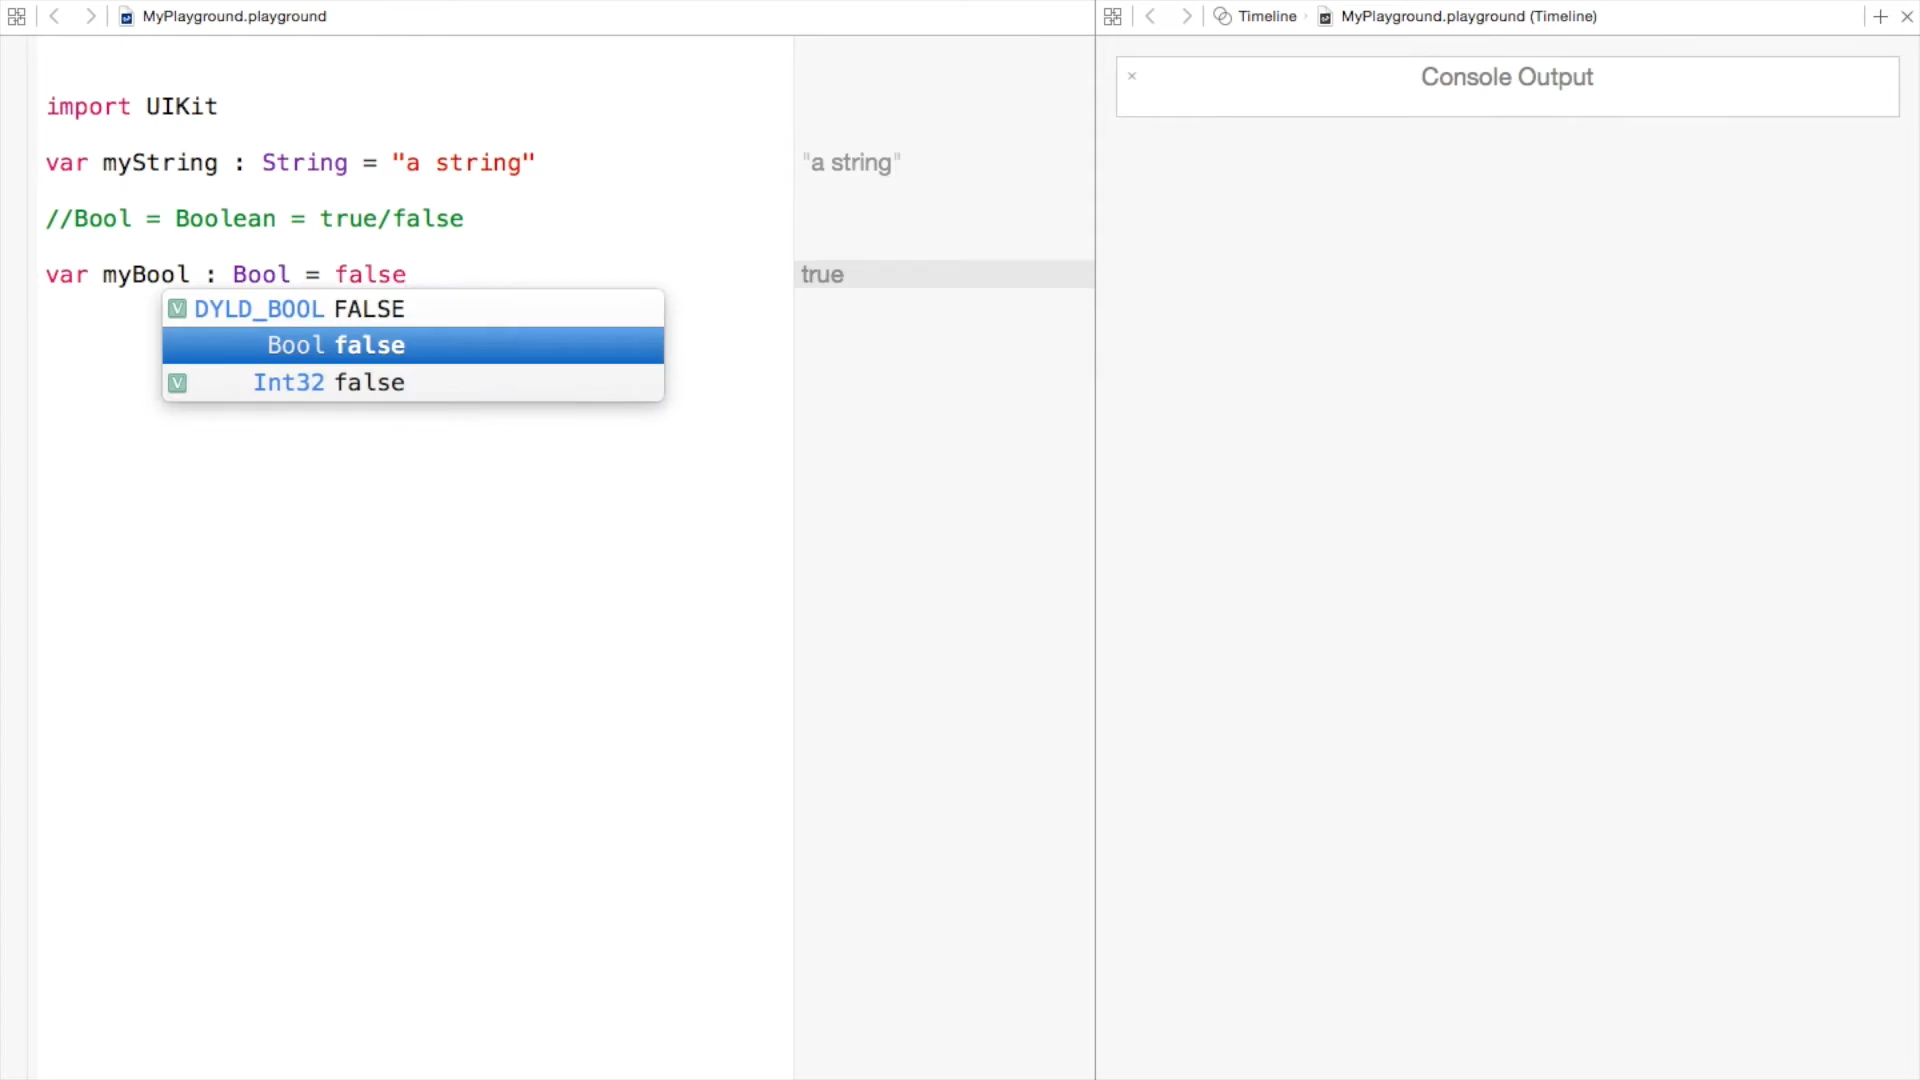 MyPlayground.playground
Timeline
MyPlayground.playground (Timeline)
import UIKit
var myString : String = "a string"
//Bool = Boolean = true/false
var myBool : Bool = false
V DYLD_BOOL FALSE
Bool false
V Int32 false
"a string"
true
Console Output